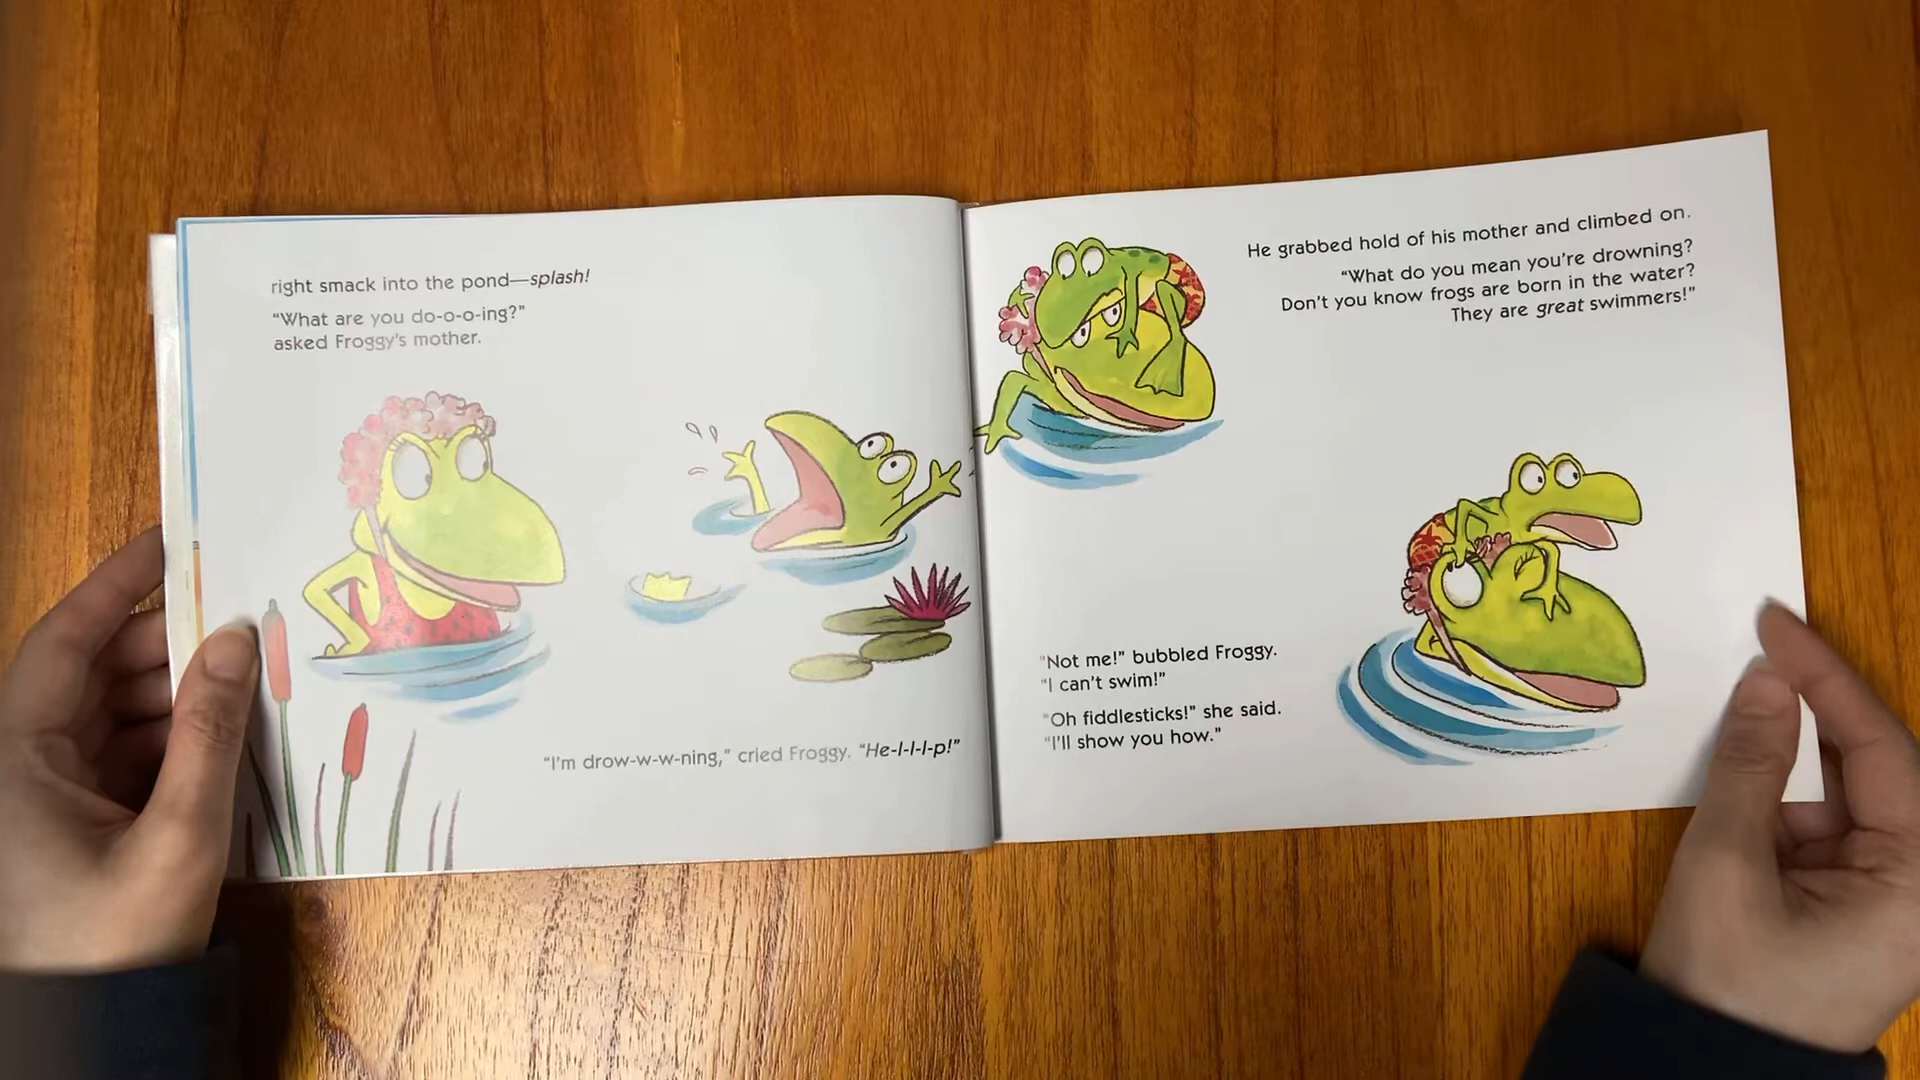 right smack into the pond—splash!
“What are you do-o-o-ing?”
asked Froggy’s mother.
“I’m drow-w-w-ning,” cried Froggy. “He-l-l-l-p!”
He grabbed hold of his mother and climbed on.
“What do you mean you’re drowning?
Don’t you know frogs are born in the water?
They are great swimmers!”
“Not me!” bubbled Froggy.
“I can’t swim!”
“Oh fiddlesticks!” she said.
“I’ll show you how.”